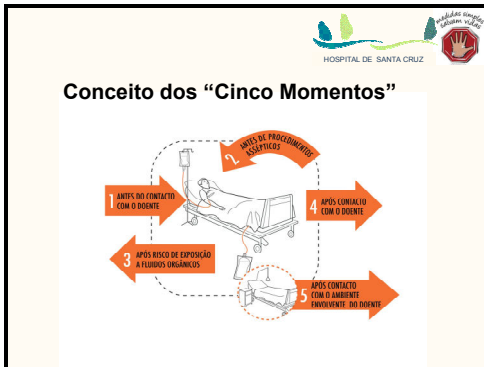 medidas simples
salvam vidas
HOSPITAL DE SANTA CRUZ
Conceito dos “Cinco Momentos”
2 ANTES DE PROCEDIMENTOS
ASSÉPTICOS
1 ANTES DO CONTACTO
COM O DOENTE
4 APÓS CONTACTO
COM O DOENTE
3 APÓS RISCO DE EXPOSIÇÃO
A FLUIDOS ORGÂNICOS
5 APÓS CONTACTO
COM O AMBIENTE
ENVOLVENTE DO DOENTE